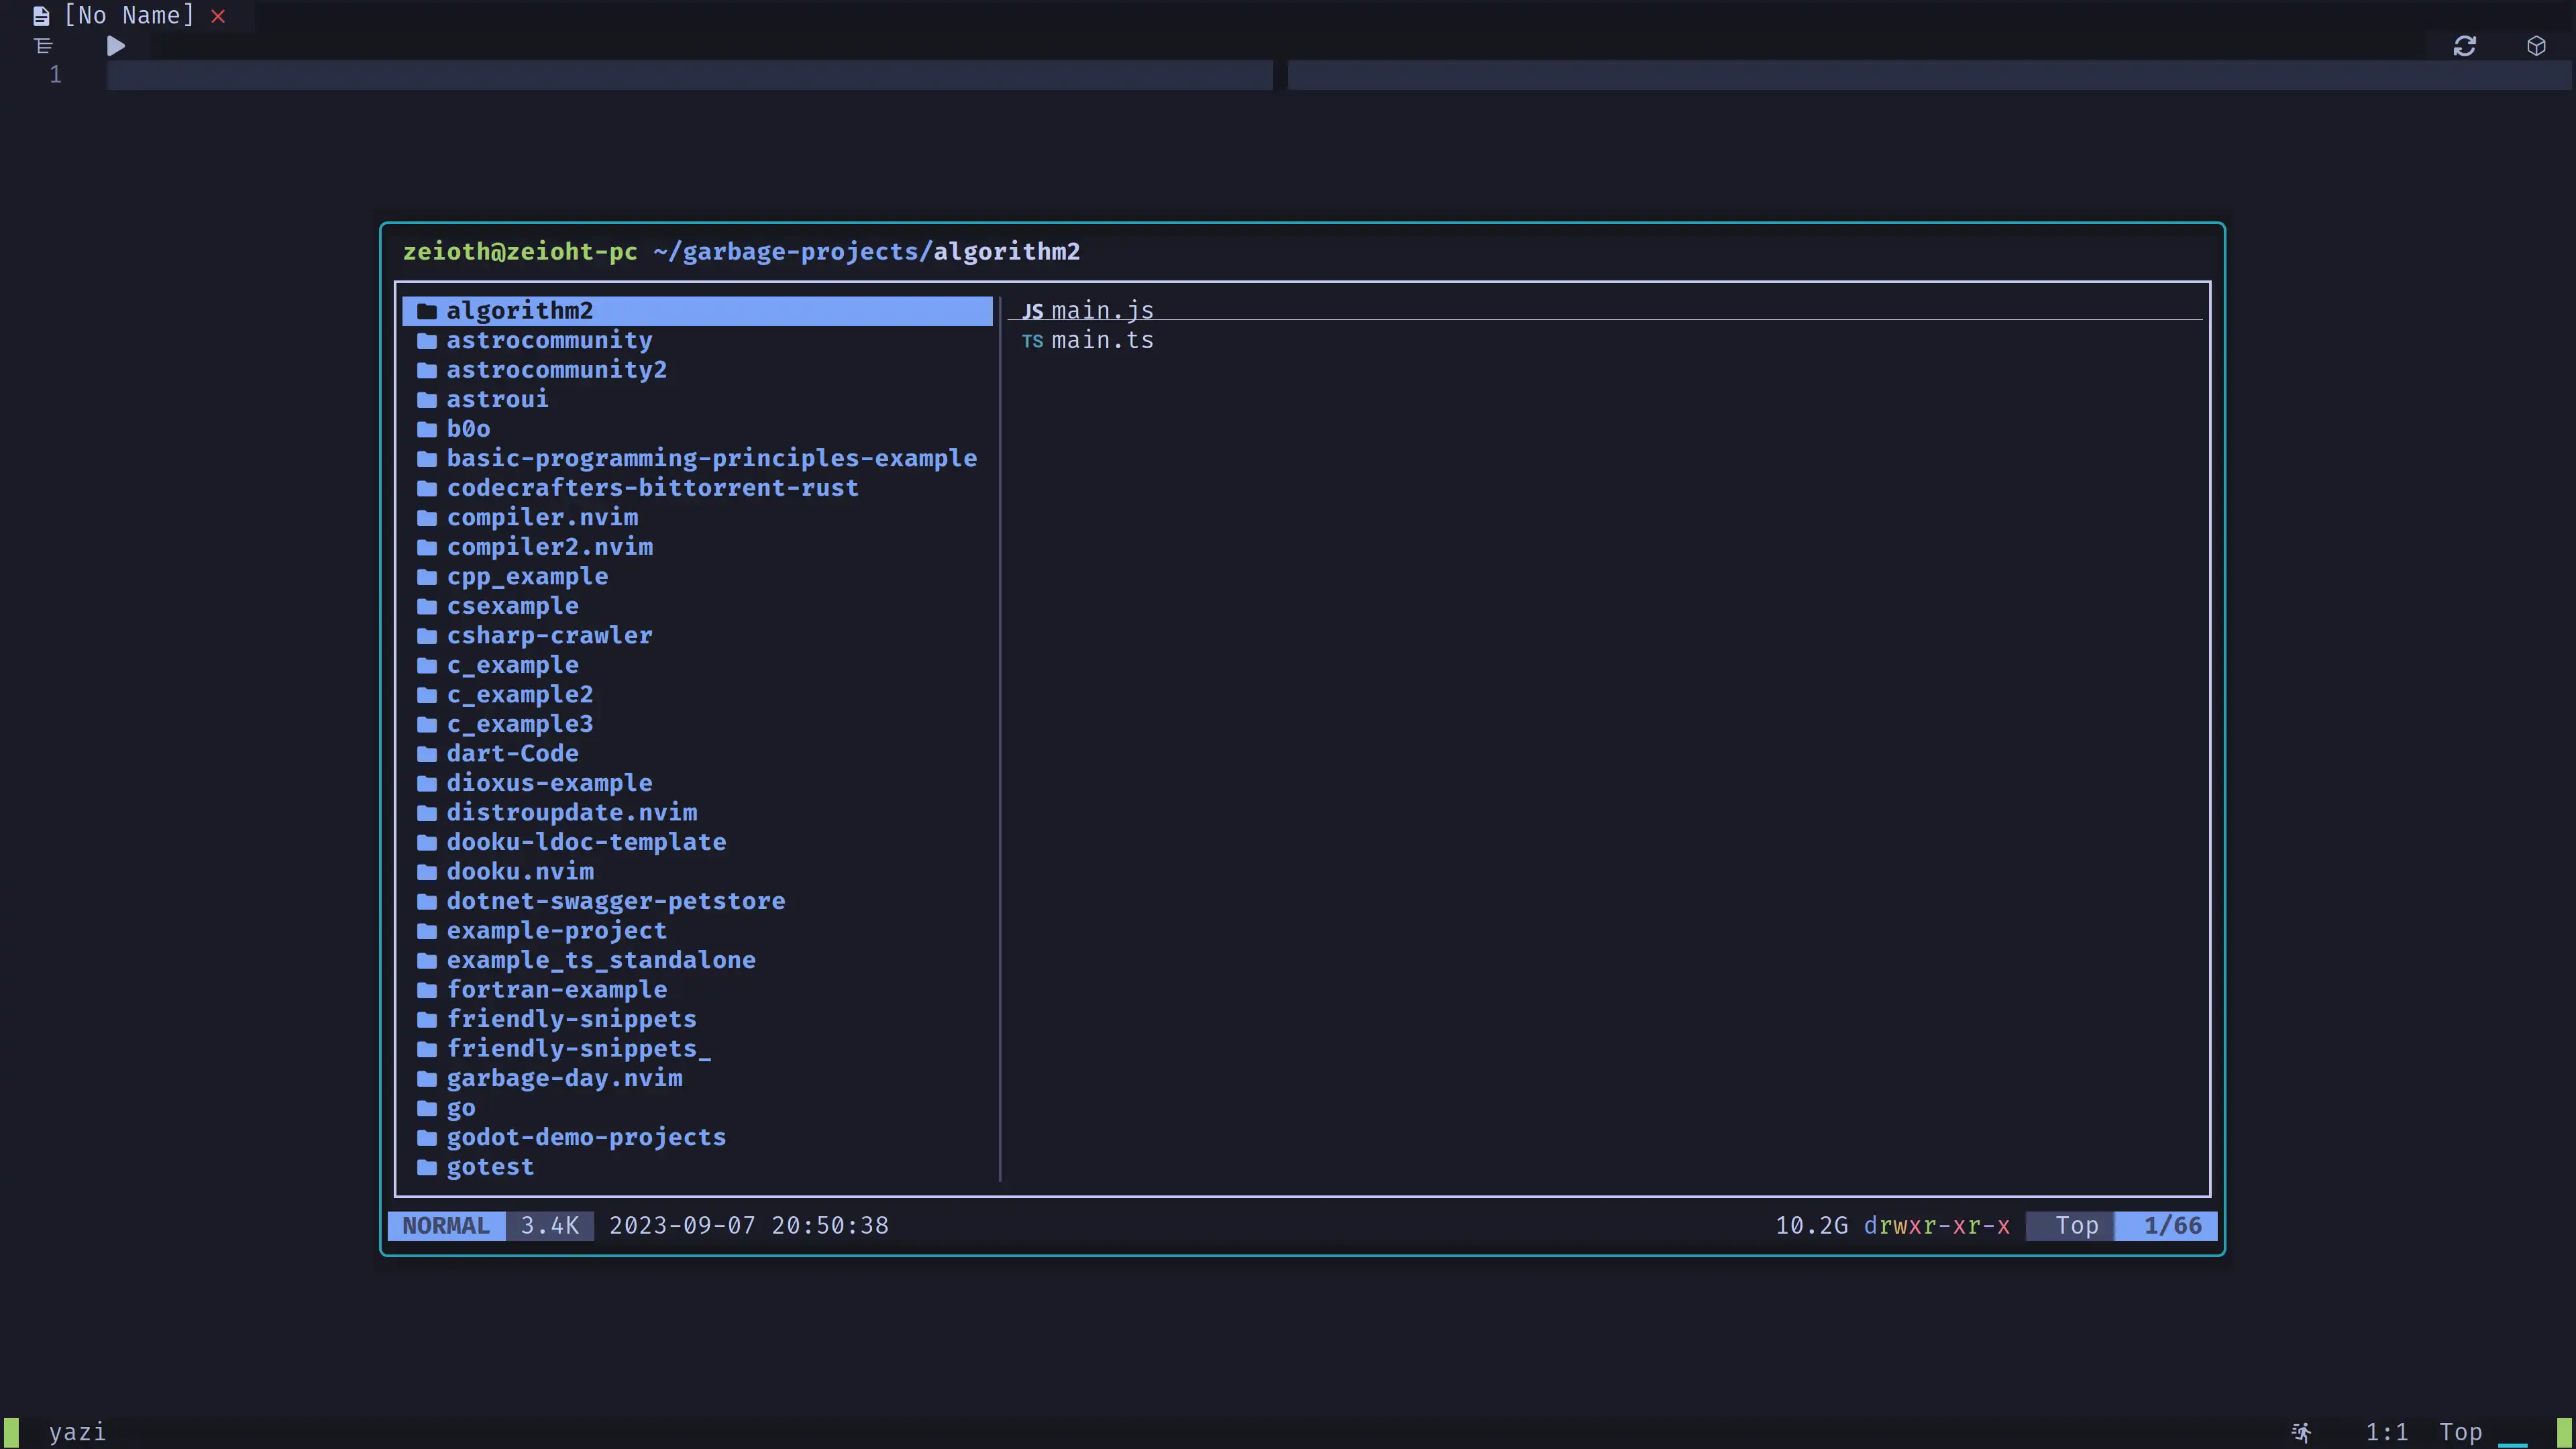 [No Name]
1
zeioth@zeioht-pc ~/garbage-projects/algorithm2
algorithm2
astrocommunity
astrocommunity2
astroui
b0o
basic-programming-principles-example
codecrafters-bittorrent-rust
compiler.nvim
compiler2.nvim
cpp_example
csexample
csharp-crawler
c_example
c_example2
c_example3
dart-Code
dioxus-example
distroupdate.nvim
dooku-ldoc-template
dooku.nvim
dotnet-swagger-petstore
example-project
example_ts_standalone
fortran-example
friendly-snippets
friendly-snippets_
garbage-day.nvim
go
godot-demo-projects
gotest
JS main.js
TS main.ts
NORMAL 3.4K 2023-09-07 20:50:38 10.2G drwxr-xr-x Top 1/66
yazi 1:1 Top